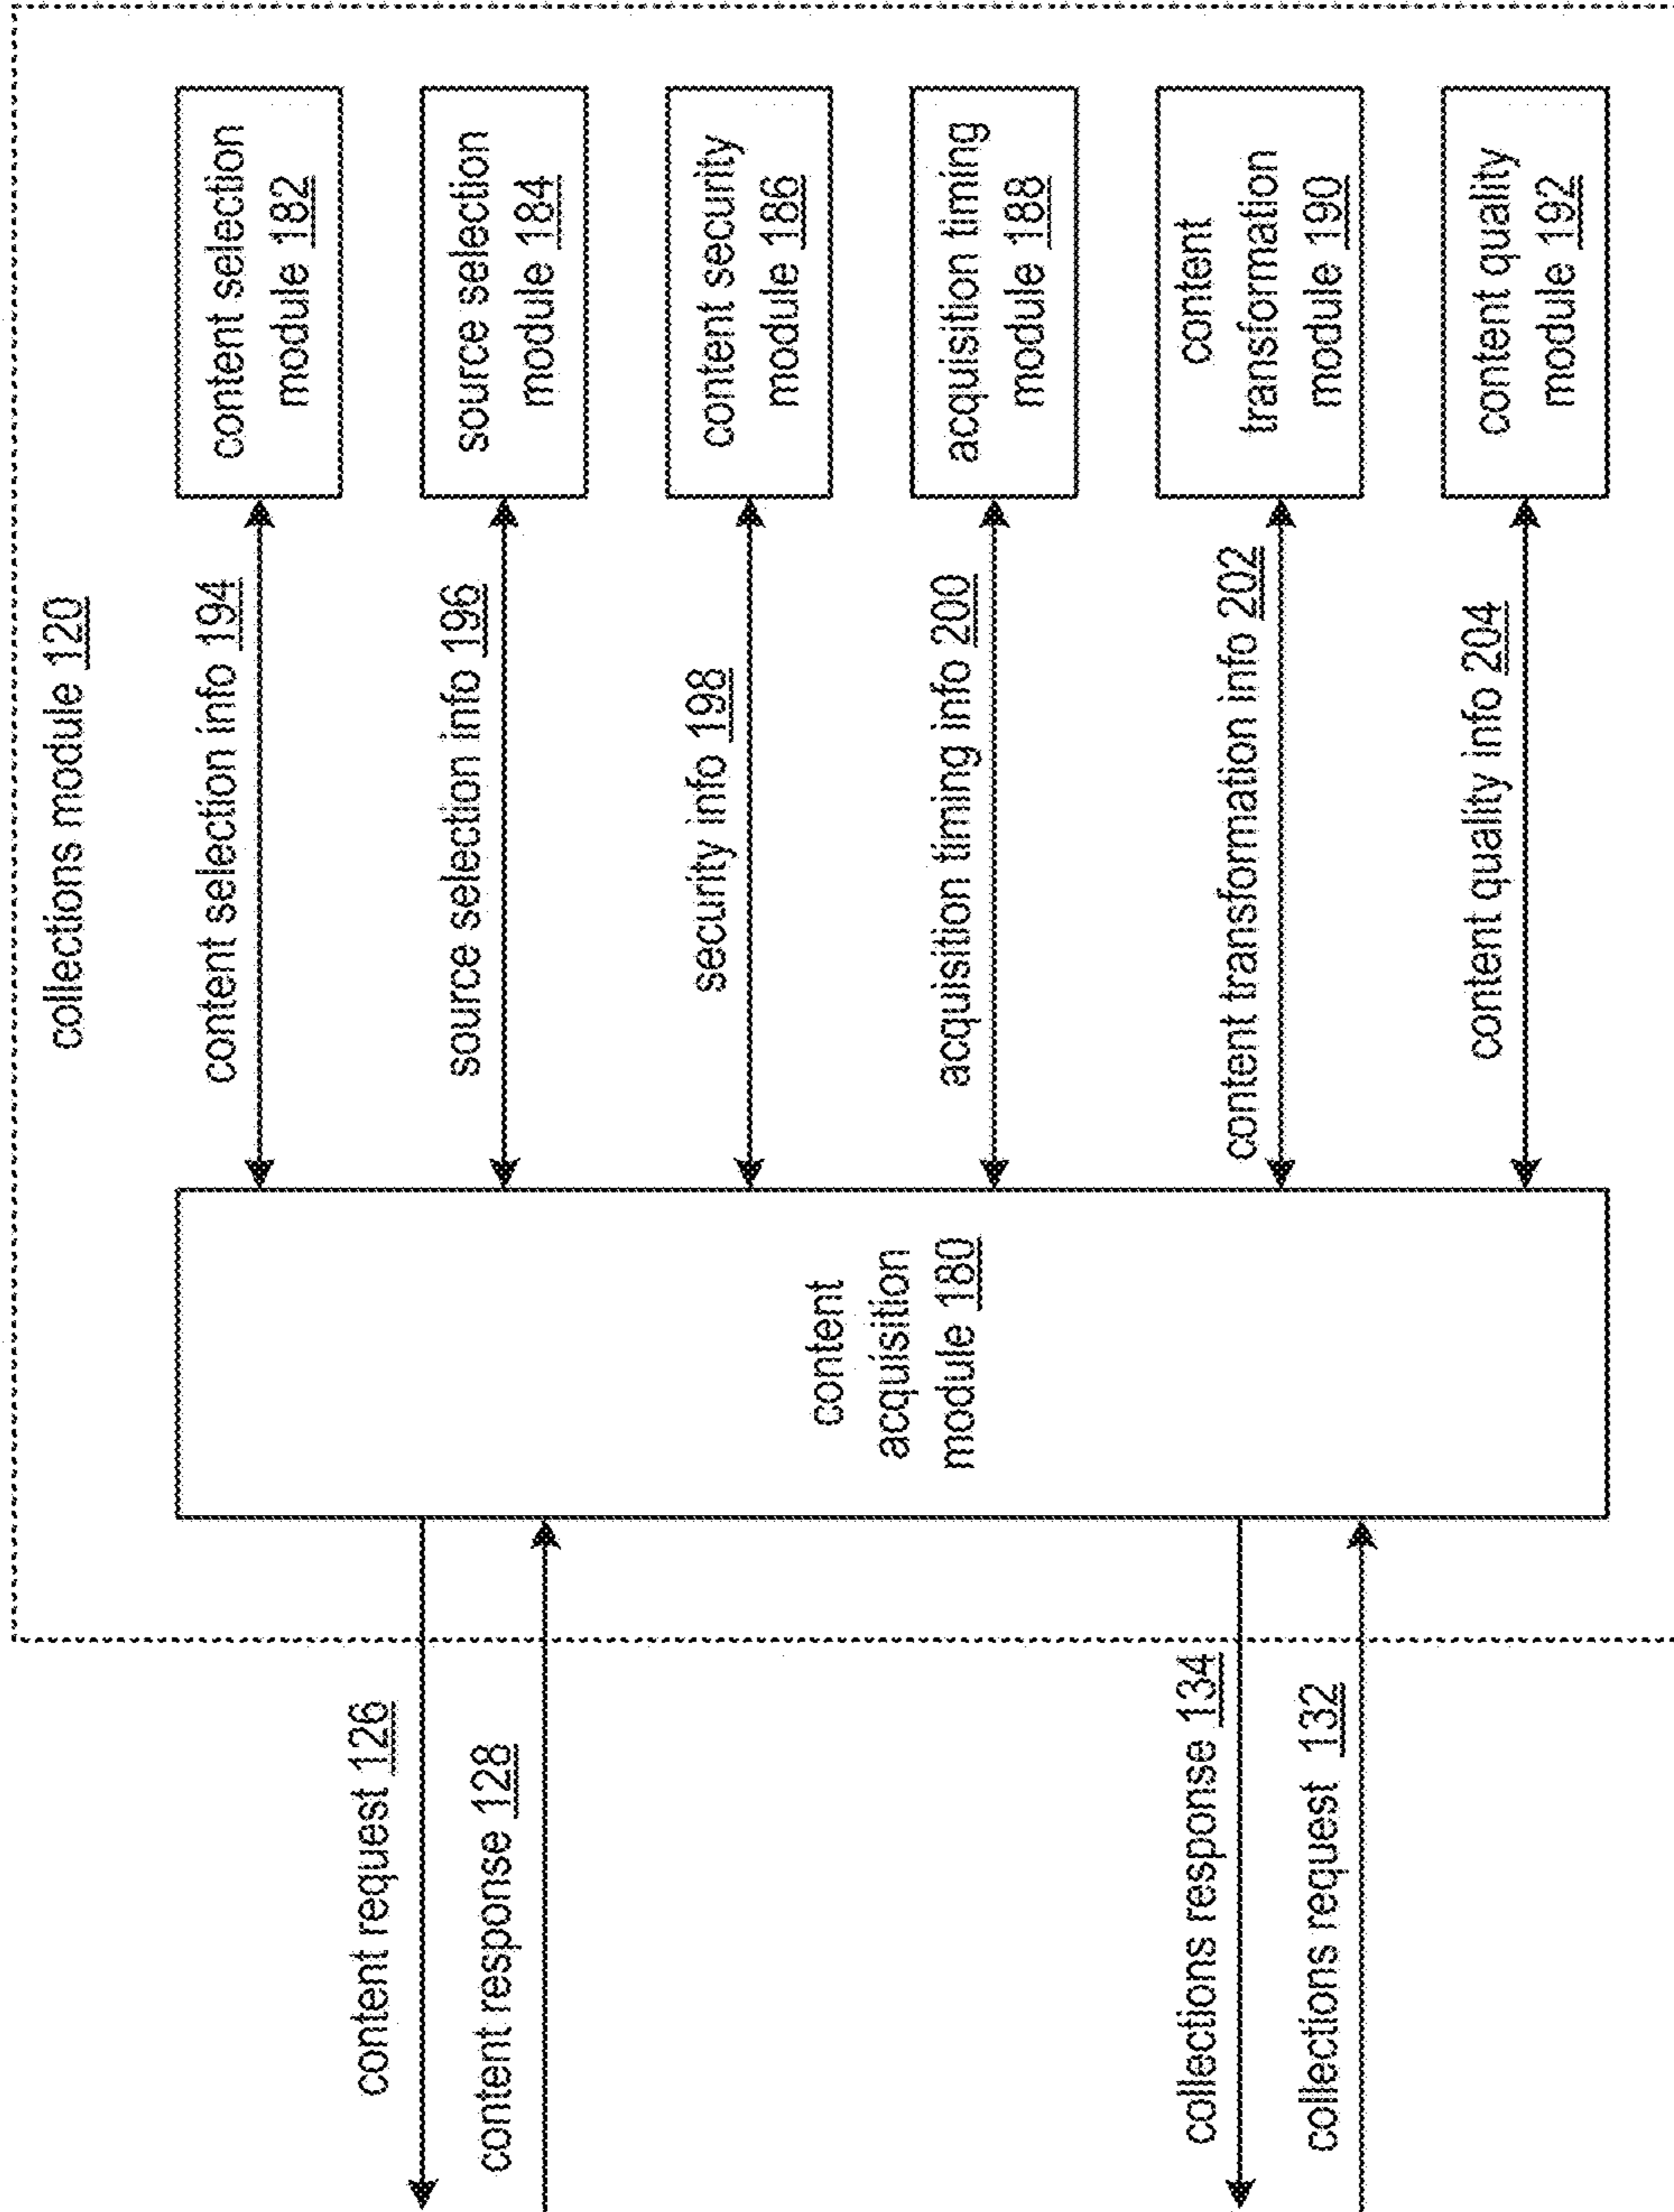 collections module 120
content selection info 194
content selection
module 182
source selection info 196
source selection
module 184
content request 126
content response 128
security info 198
content security
module 186
content
acquisition
module 180
acquisition timing info 200
acquisition timing
module 188
collections response 134
collections request 132
content transformation info 202
content
transformation
module 190
content quality info 204
content quality
module 192